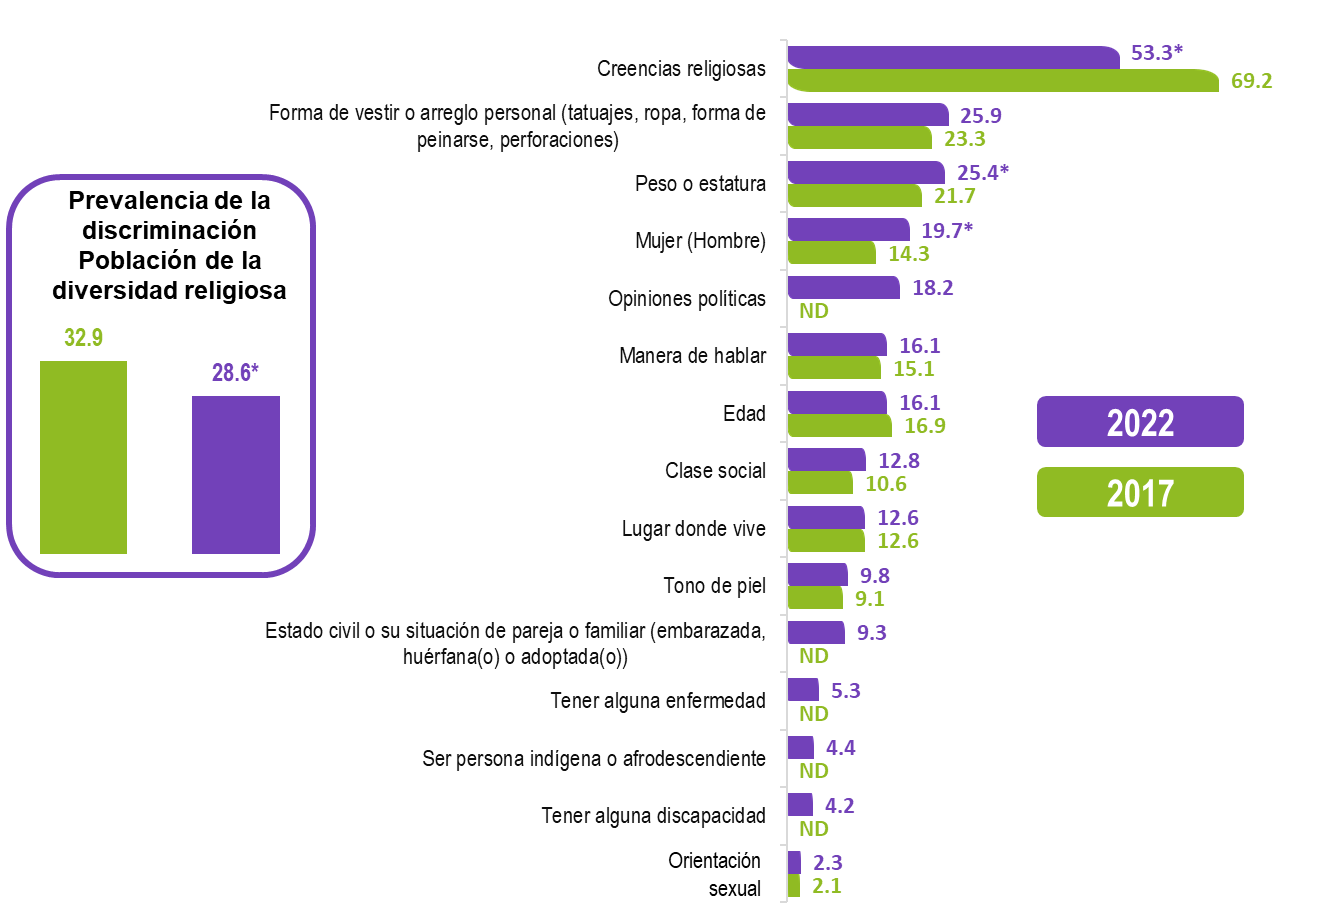 Prevalencia de la
discriminación
Población de la
diversidad religiosa
32.9
28.6*
Creencias religiosas
53.3*
69.2
Forma de vestir o arreglo personal (tatuajes, ropa, forma de
peinarse, perforaciones)
25.9
23.3
Peso o estatura
25.4*
21.7
Mujer (Hombre)
19.7*
14.3
Opiniones políticas
18.2
ND
Manera de hablar
16.1
15.1
Edad
16.1
16.9
Clase social
12.8
10.6
Lugar donde vive
12.6
12.6
Tono de piel
9.8
9.1
Estado civil o su situación de pareja o familiar (embarazada,
huérfana(o) o adoptada(o))
9.3
ND
Tener alguna enfermedad
5.3
ND
Ser persona indígena o afrodescendiente
4.4
ND
Tener alguna discapacidad
4.2
ND
Orientación
sexual
2.3
2.1
2022
2017